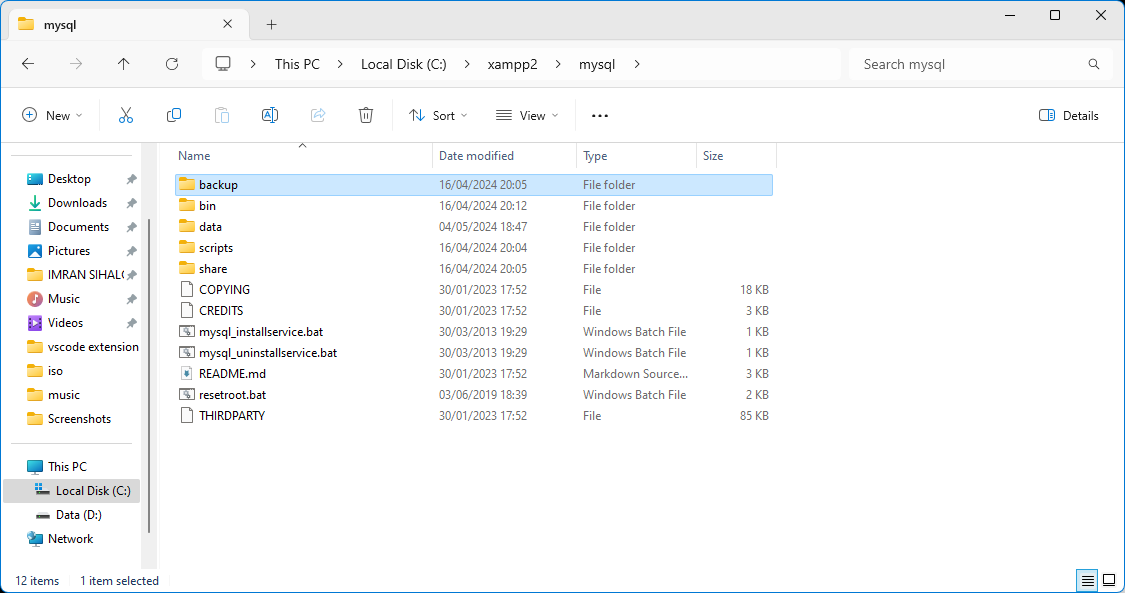 mysql
This PC > Local Disk (C:) > xampp2 > mysql >
Search mysql
New
Sort
View
Details
Name Date modified Type Size
Desktop
Downloads
Documents
Pictures
IMRAN SIHALO
Music
Videos
vscode extension
iso
music
Screenshots
This PC
Local Disk (C:)
Data (D:)
Network
backup 16/04/2024 20:05 File folder
bin 16/04/2024 20:12 File folder
data 04/05/2024 18:47 File folder
scripts 16/04/2024 20:04 File folder
share 16/04/2024 20:05 File folder
COPYING 30/01/2023 17:52 File 18 KB
CREDITS 30/01/2023 17:52 File 3 KB
mysql_installservice.bat 30/03/2013 19:29 Windows Batch File 1 KB
mysql_uninstallservice.bat 30/03/2013 19:29 Windows Batch File 1 KB
README.md 30/01/2023 17:52 Markdown Source... 3 KB
resetroot.bat 03/06/2019 18:39 Windows Batch File 2 KB
THIRDPARTY 30/01/2023 17:52 File 85 KB
12 items 1 item selected